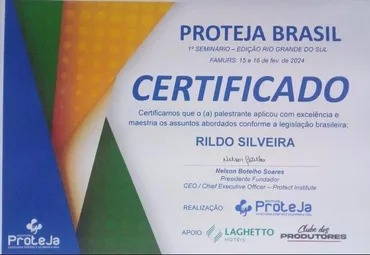 PROTEJA BRASIL
1º SEMINÁRIO – EDIÇÃO RIO GRANDE DO SUL
FAMURS: 15 e 16 de fev. de 2024
CERTIFICADO
Certificamos que o (a) palestrante aplicou com excelência e
maestria os assuntos abordados conforme a legislação brasileira:
RILDO SILVEIRA
Nelson Botelho Soares
Presidente Fundador
CEO / Chief Executive Officer – Protect Institute
REALIZAÇÃO
ProteJa
ProteJa
APOIO
LAGHETTO
HOTÉIS
Clube dos
PRODUTORES